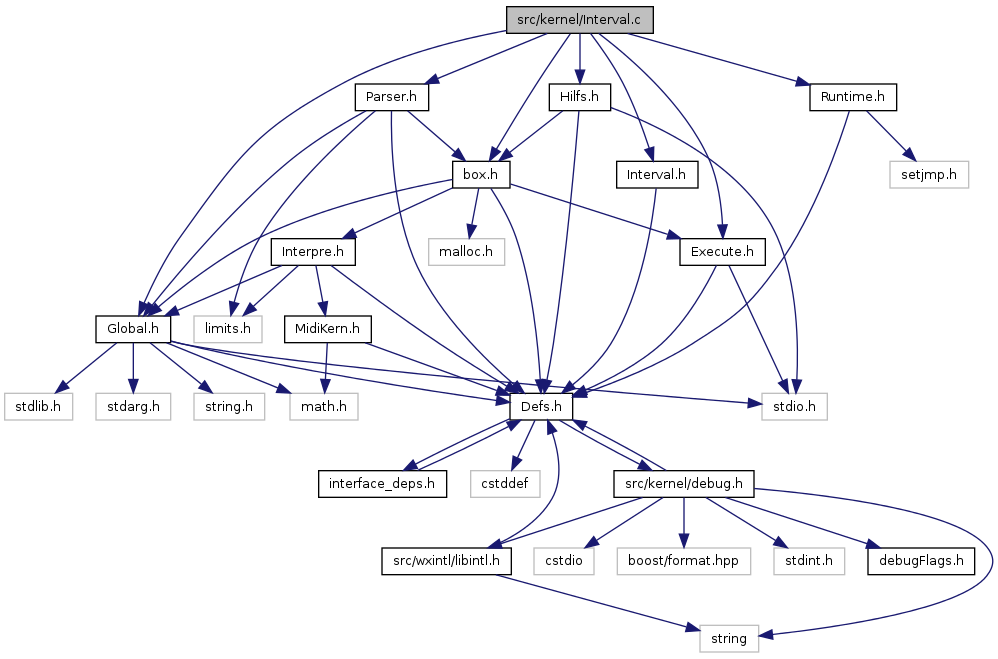 src/kernel/Interval.c
Parser.h
Hilfs.h
Runtime.h
box.h
Interval.h
setjmp.h
Interpre.h
malloc.h
Execute.h
Global.h
limits.h
MidiKern.h
stdlib.h
stdarg.h
string.h
math.h
Defs.h
stdio.h
interface_deps.h
cstddef
src/kernel/debug.h
src/wxintl/libintl.h
cstdio
boost/format.hpp
stdint.h
debugFlags.h
string